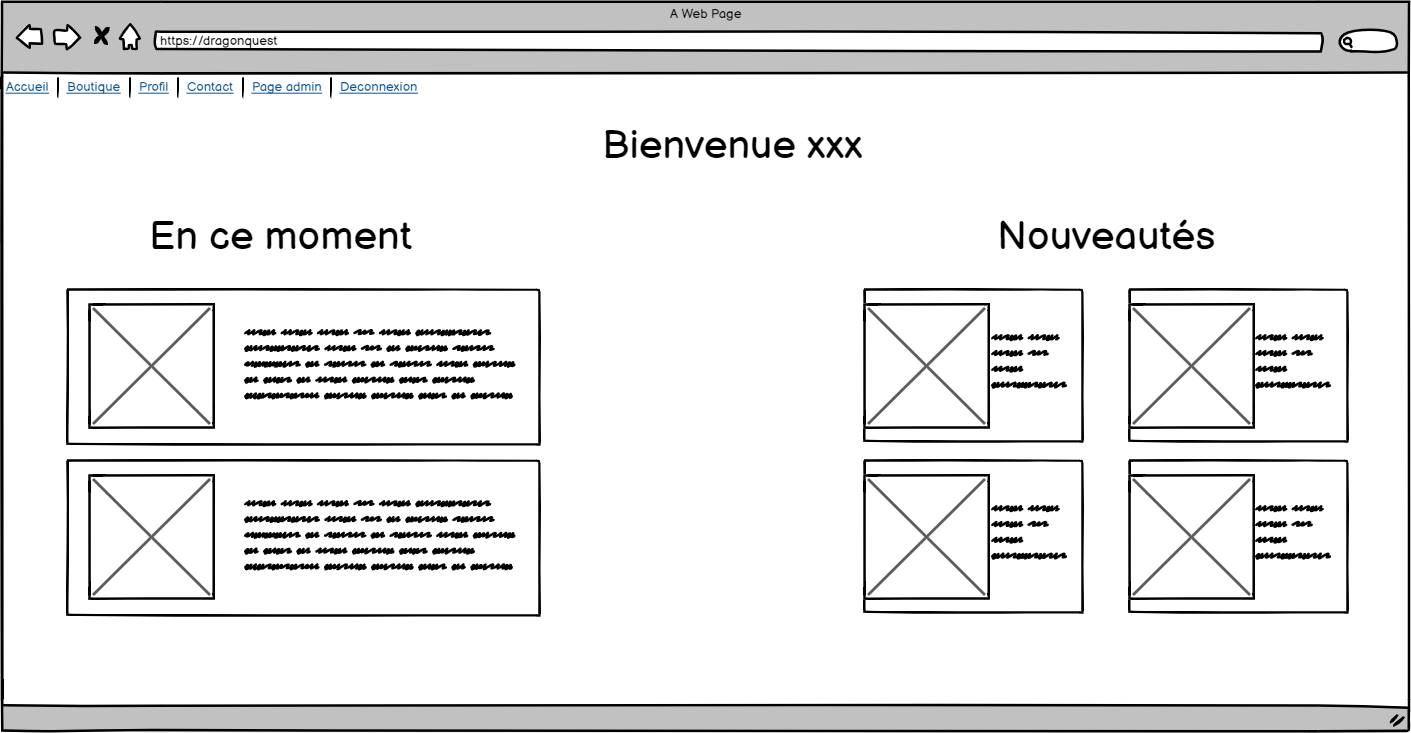 A Web Page
https://dragonquest
Accueil Boutique Profil Contact Page admin Deconnexion
Bienvenue xxx
En ce moment
Nouveautés